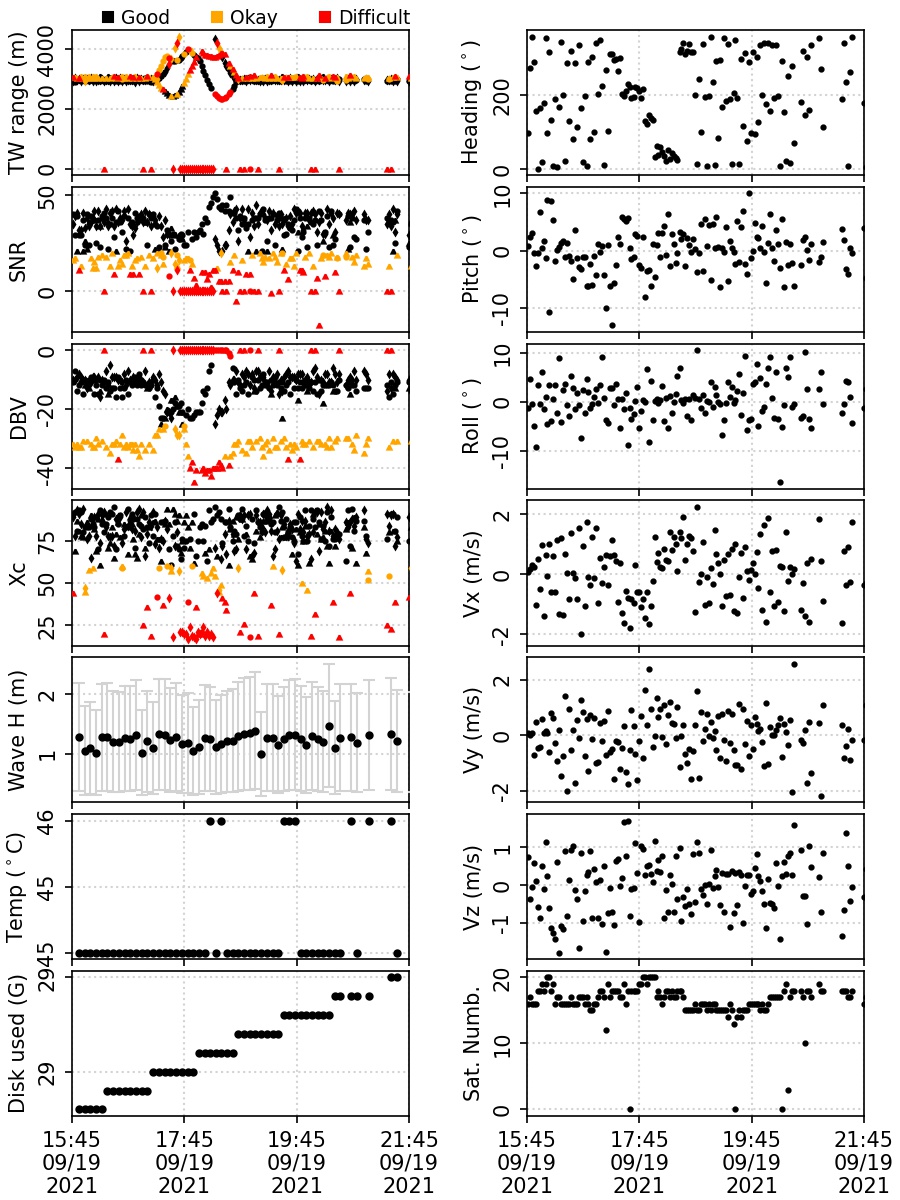 Good Okay Difficult
TW range (m)
4000
2000
0
Heading (°)
200
0
SNR
50
0
Pitch (°)
10
0
-10
DBV
0
-20
-40
Roll (°)
10
0
-10
Xc
75
50
25
Vx (m/s)
2
0
-2
Wave H (m)
2
1
Vy (m/s)
2
0
-2
Temp (°C)
46
45
45
Vz (m/s)
1
0
-1
Disk used (G)
29
29
Sat. Numb.
20
10
0
15:45 17:45 19:45 21:45
09/19 09/19 09/19 09/19
2021 2021 2021 2021
15:45 17:45 19:45 21:45
09/19 09/19 09/19 09/19
2021 2021 2021 2021